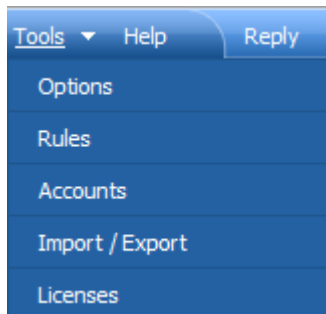 Tools Help Reply
Options
Rules
Accounts
Import / Export
Licenses